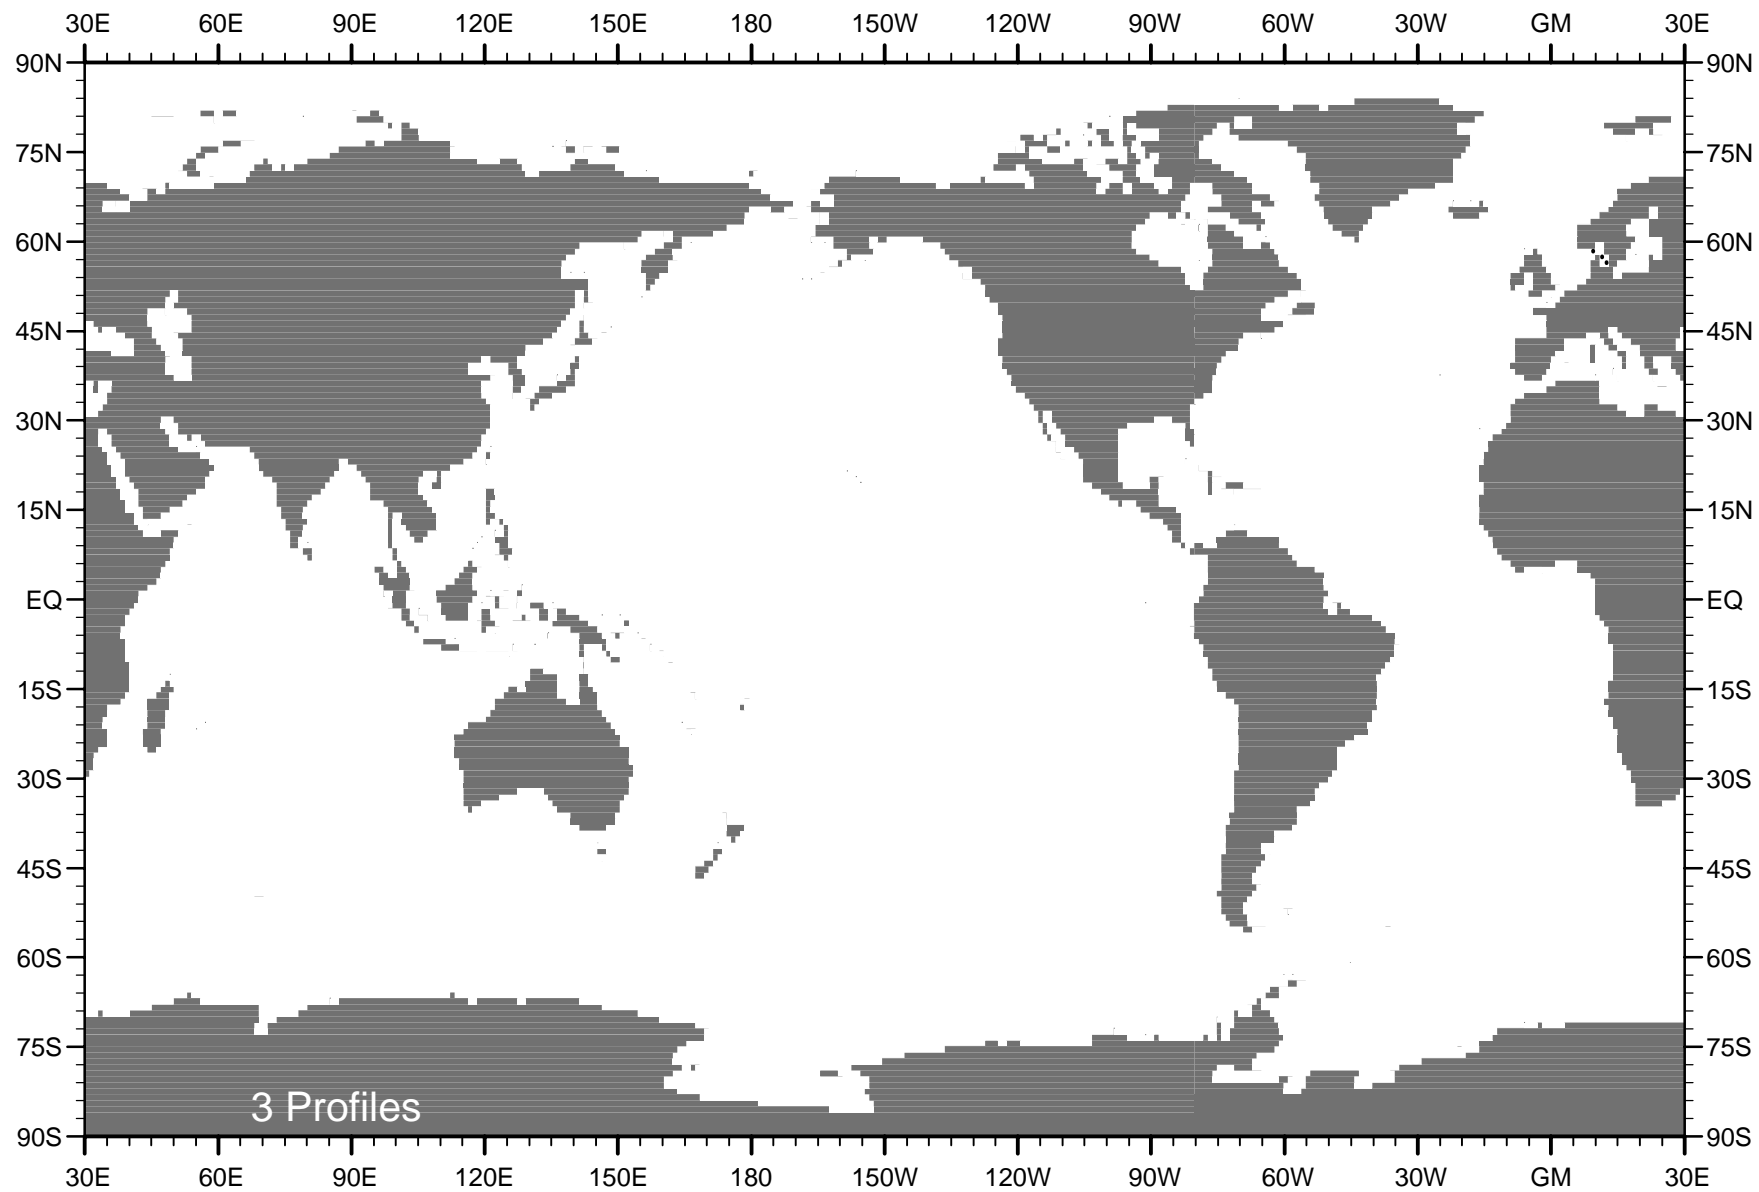 30E 60E 90E 120E 150E 180 150W 120W 90W 60W 30W GM 30E
90N 90N
75N 75N
60N 60N
45N 45N
30N 30N
15N 15N
EQ EQ
15S 15S
30S 30S
45S 45S
60S 60S
75S 75S
3 Profiles
90S 90S
30E 60E 90E 120E 150E 180 150W 120W 90W 60W 30W GM 30E